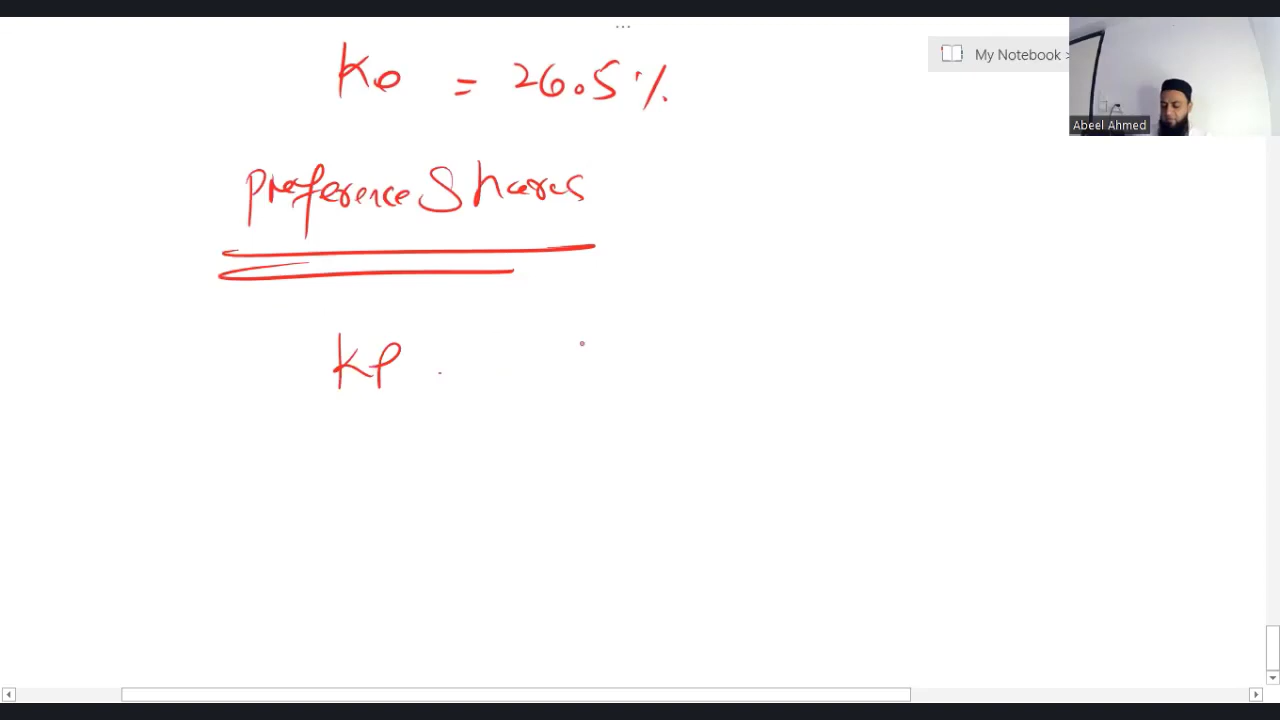 ...
My Notebook >
Abeel Ahmed
Ke = 26.5%
Preference Shares
KP